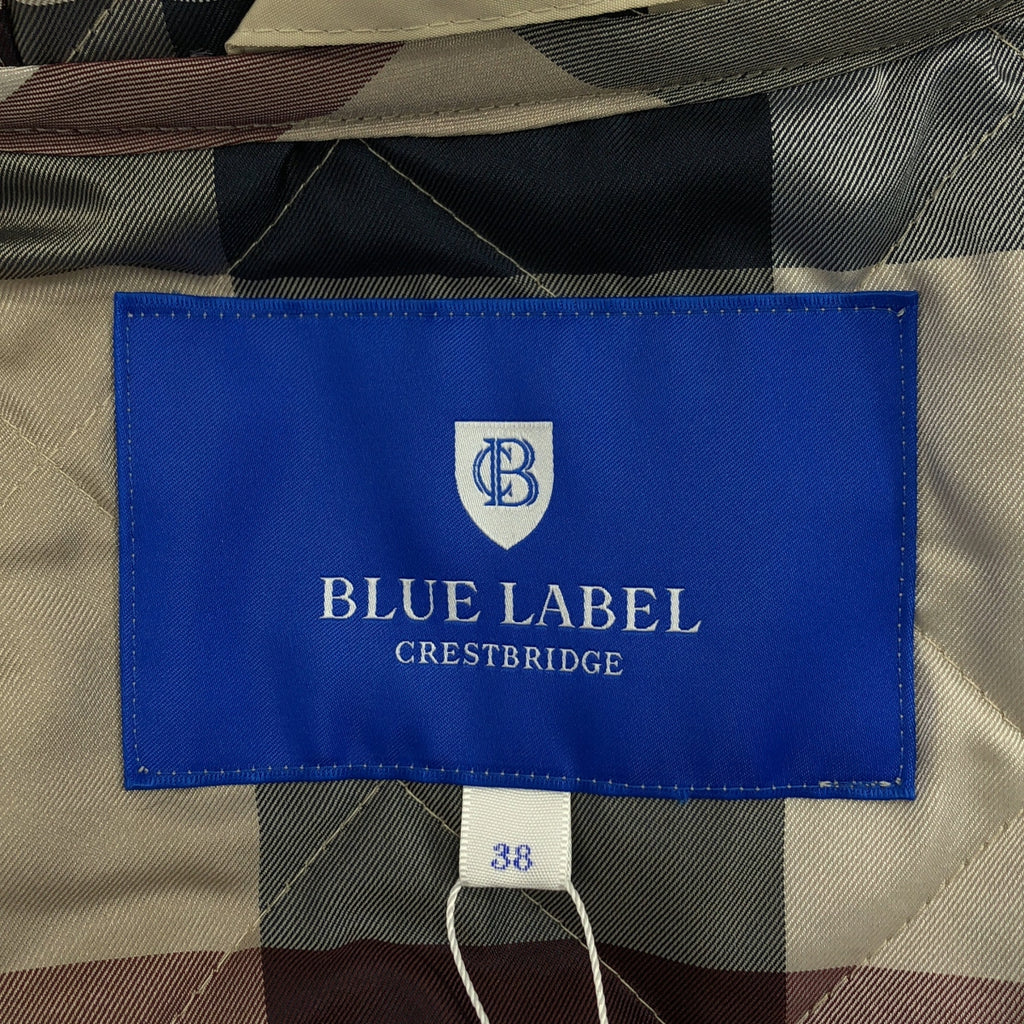 CB
BLUE LABEL
CRESTBRIDGE
38